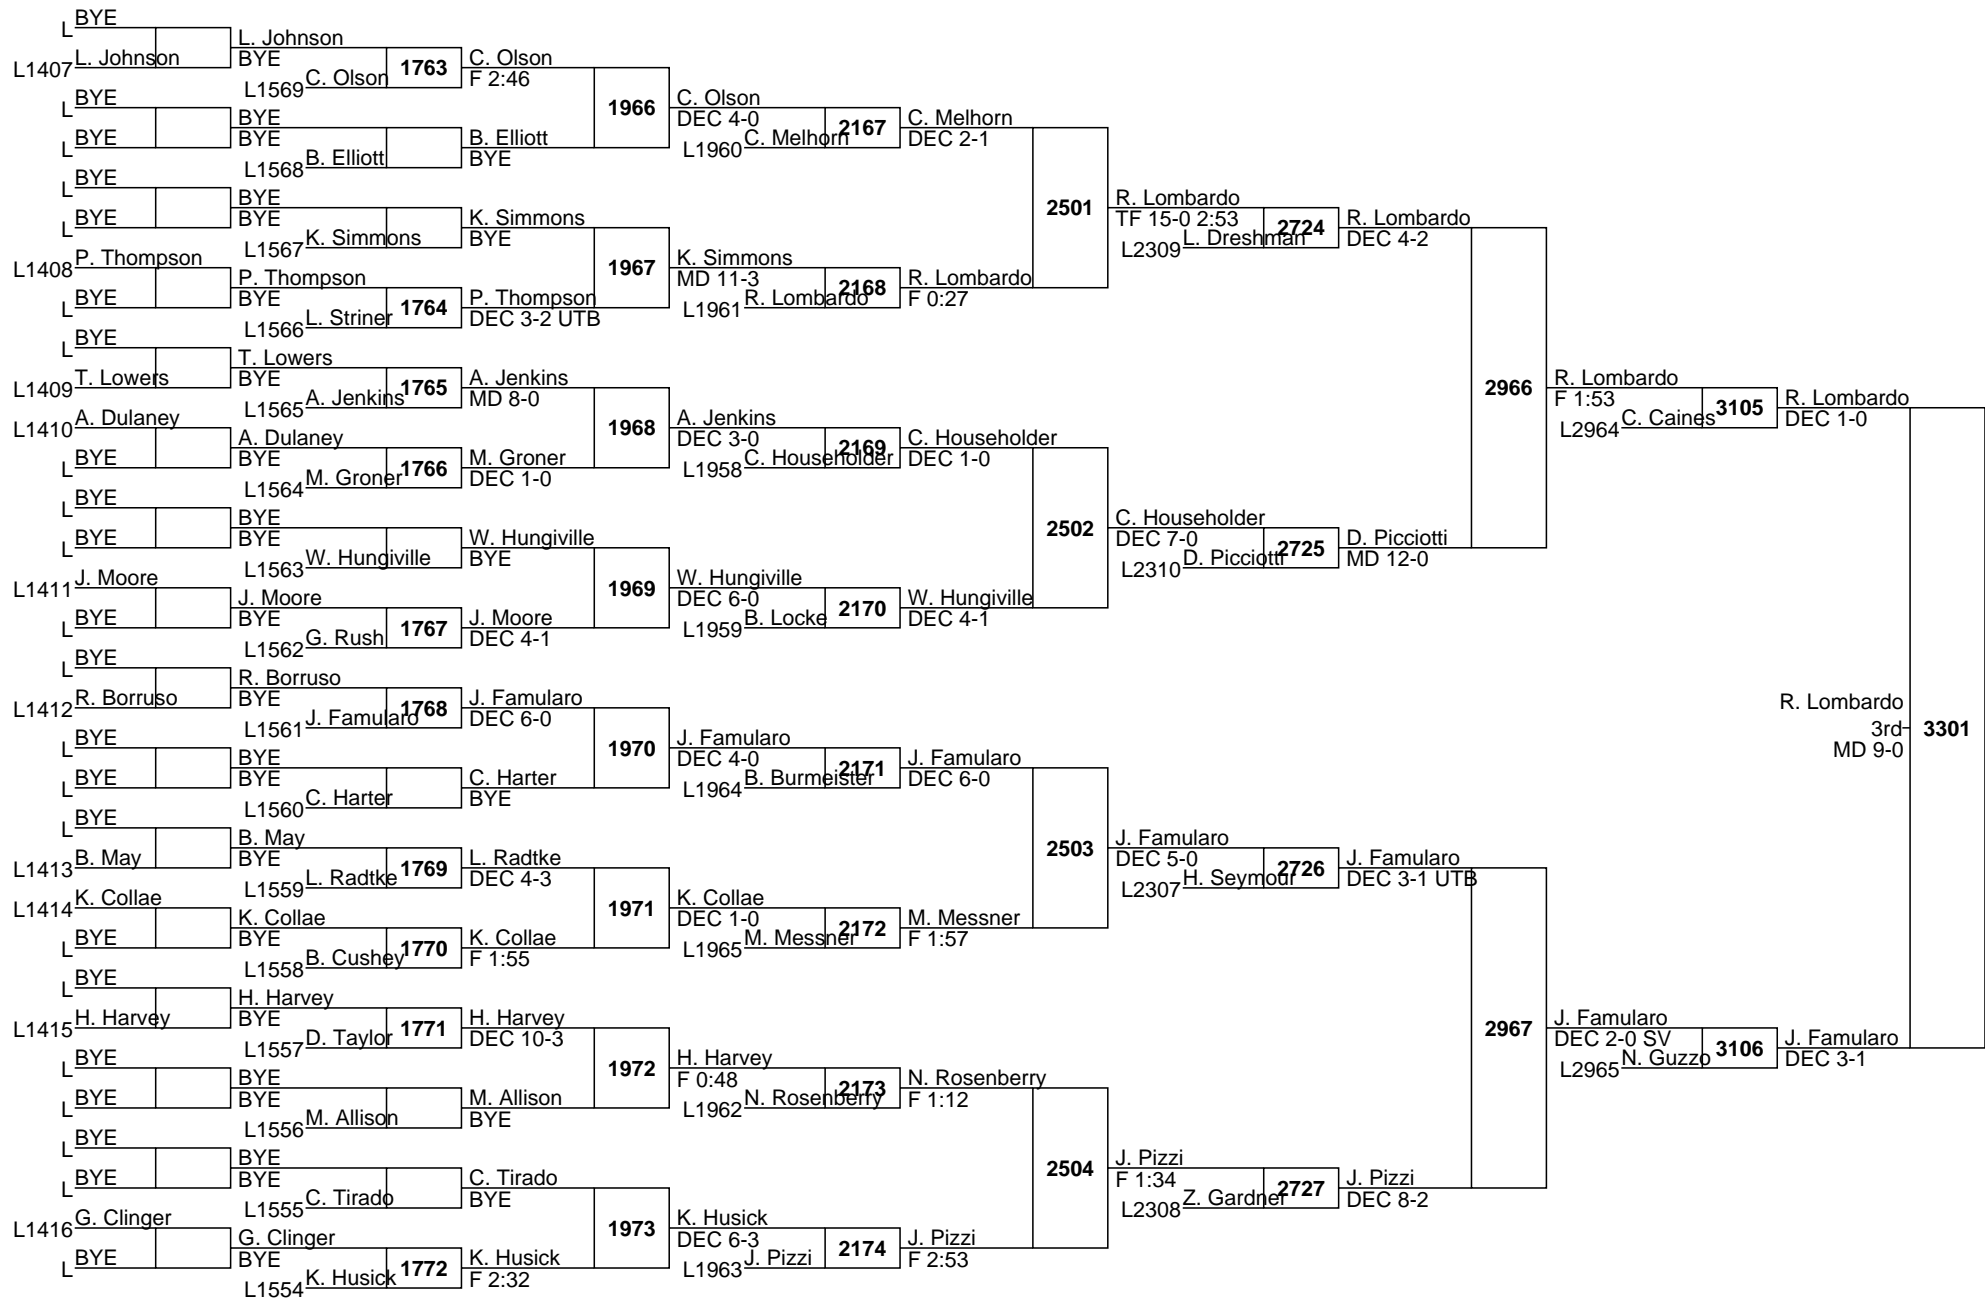 BYE
L
L1407 L. Johnson
L. Johnson
BYE
L1569 C. Olson
1763
C. Olson
F 2:46
L BYE
L BYE
BYE
BYE
L1568 B. Elliott
B. Elliott
BYE
1966
C. Olson
DEC 4-0
L1960 C. Melhorn
2167
C. Melhorn
DEC 2-1
L BYE
L BYE
BYE
BYE
L1567 K. Simmons
K. Simmons
BYE
L1408 P. Thompson
L BYE
P. Thompson
BYE
L1566 L. Striner
1764
P. Thompson
DEC 3-2 UTB
1967
K. Simmons
MD 11-3
L1961 R. Lombardo
2168
R. Lombardo
F 0:27
2501
R. Lombardo
TF 15-0 2:53
L2309 L. Dreshman
2724
R. Lombardo
DEC 4-2
L BYE
L1409 T. Lowers
T. Lowers
BYE
L1565 A. Jenkins
1765
A. Jenkins
MD 8-0
L1410 A. Dulaney
L BYE
A. Dulaney
BYE
L1564 M. Groner
1766
M. Groner
DEC 1-0
1968
A. Jenkins
DEC 3-0
L1958 C. Householder
2169
C. Householder
DEC 1-0
L BYE
L BYE
BYE
BYE
L1563 W. Hungiville
W. Hungiville
BYE
L1411 J. Moore
L BYE
J. Moore
BYE
L1562 G. Rush
1767
J. Moore
DEC 4-1
1969
W. Hungiville
DEC 6-0
L1959 B. Locke
2170
W. Hungiville
DEC 4-1
2502
C. Householder
DEC 7-0
L2310 D. Picciotti
2725
D. Picciotti
MD 12-0
2966
R. Lombardo
F 1:53
L2964 C. Caines
3105
R. Lombardo
DEC 1-0
L BYE
L1412 R. Borruso
R. Borruso
BYE
L1561 J. Famularo
1768
J. Famularo
DEC 6-0
L BYE
L BYE
BYE
BYE
L1560 C. Harter
C. Harter
BYE
1970
J. Famularo
DEC 4-0
L1964 B. Burmeister
2171
J. Famularo
DEC 6-0
L BYE
L1413 B. May
B. May
BYE
L1559 L. Radtke
1769
L. Radtke
DEC 4-3
L1414 K. Collae
L BYE
K. Collae
BYE
L1558 B. Cushey
1770
K. Collae
F 1:55
1971
K. Collae
DEC 1-0
L1965 M. Messner
2172
M. Messner
F 1:57
2503
J. Famularo
DEC 5-0
L2307 H. Seymour
2726
J. Famularo
DEC 3-1 UTB
L BYE
L1415 H. Harvey
H. Harvey
BYE
L1557 D. Taylor
1771
H. Harvey
DEC 10-3
L BYE
L BYE
BYE
BYE
L1556 M. Allison
M. Allison
BYE
1972
H. Harvey
F 0:48
L1962 N. Rosenberry
2173
N. Rosenberry
F 1:12
L BYE
L BYE
BYE
BYE
L1555 C. Tirado
C. Tirado
BYE
L1416 G. Clinger
L BYE
G. Clinger
BYE
L1554 K. Husick
1772
K. Husick
F 2:32
1973
K. Husick
DEC 6-3
L1963 J. Pizzi
2174
J. Pizzi
F 2:53
2504
J. Pizzi
F 1:34
L2308 Z. Gardner
2727
J. Pizzi
DEC 8-2
2967
J. Famularo
DEC 2-0 SV
L2965 N. Guzzo
3106
J. Famularo
DEC 3-1
R. Lombardo
3rd
MD 9-0
3301